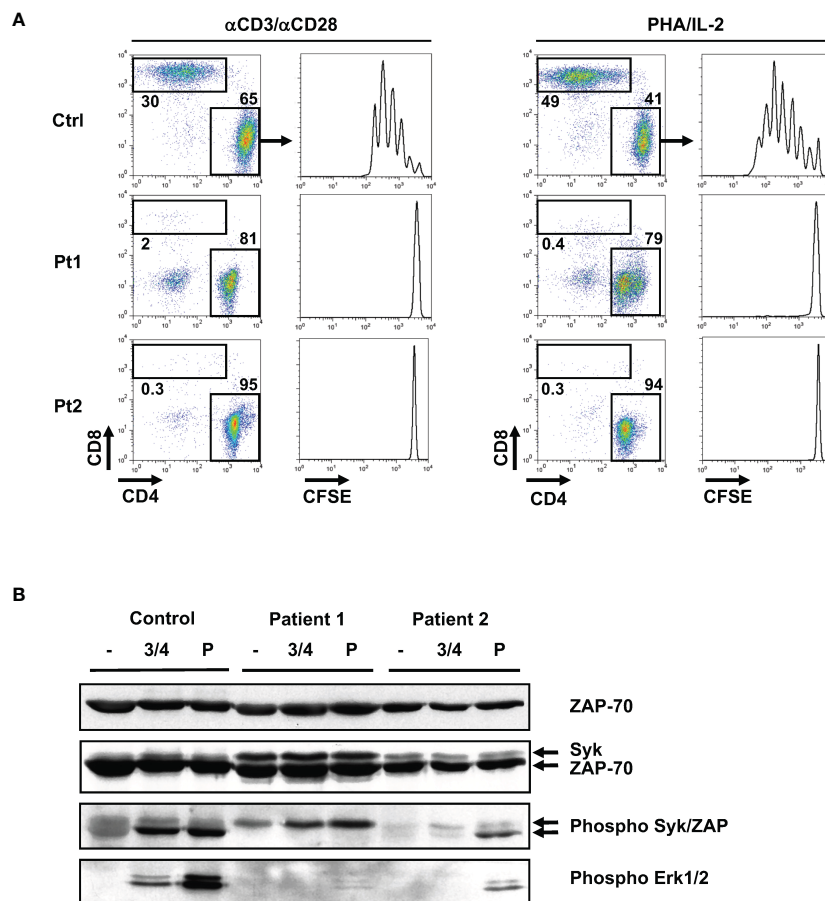 A
αCD3/αCD28 PHA/IL-2
Ctrl
30 65
49 41
Pt1
2 81
0.4 79
Pt2
0.3 95
0.3 94
CD8 CD8
CD4 CFSE CD4 CFSE
B
Control Patient 1 Patient 2
- 3/4 P - 3/4 P - 3/4 P
ZAP-70
Syk
ZAP-70
Phospho Syk/ZAP
Phospho Erk1/2